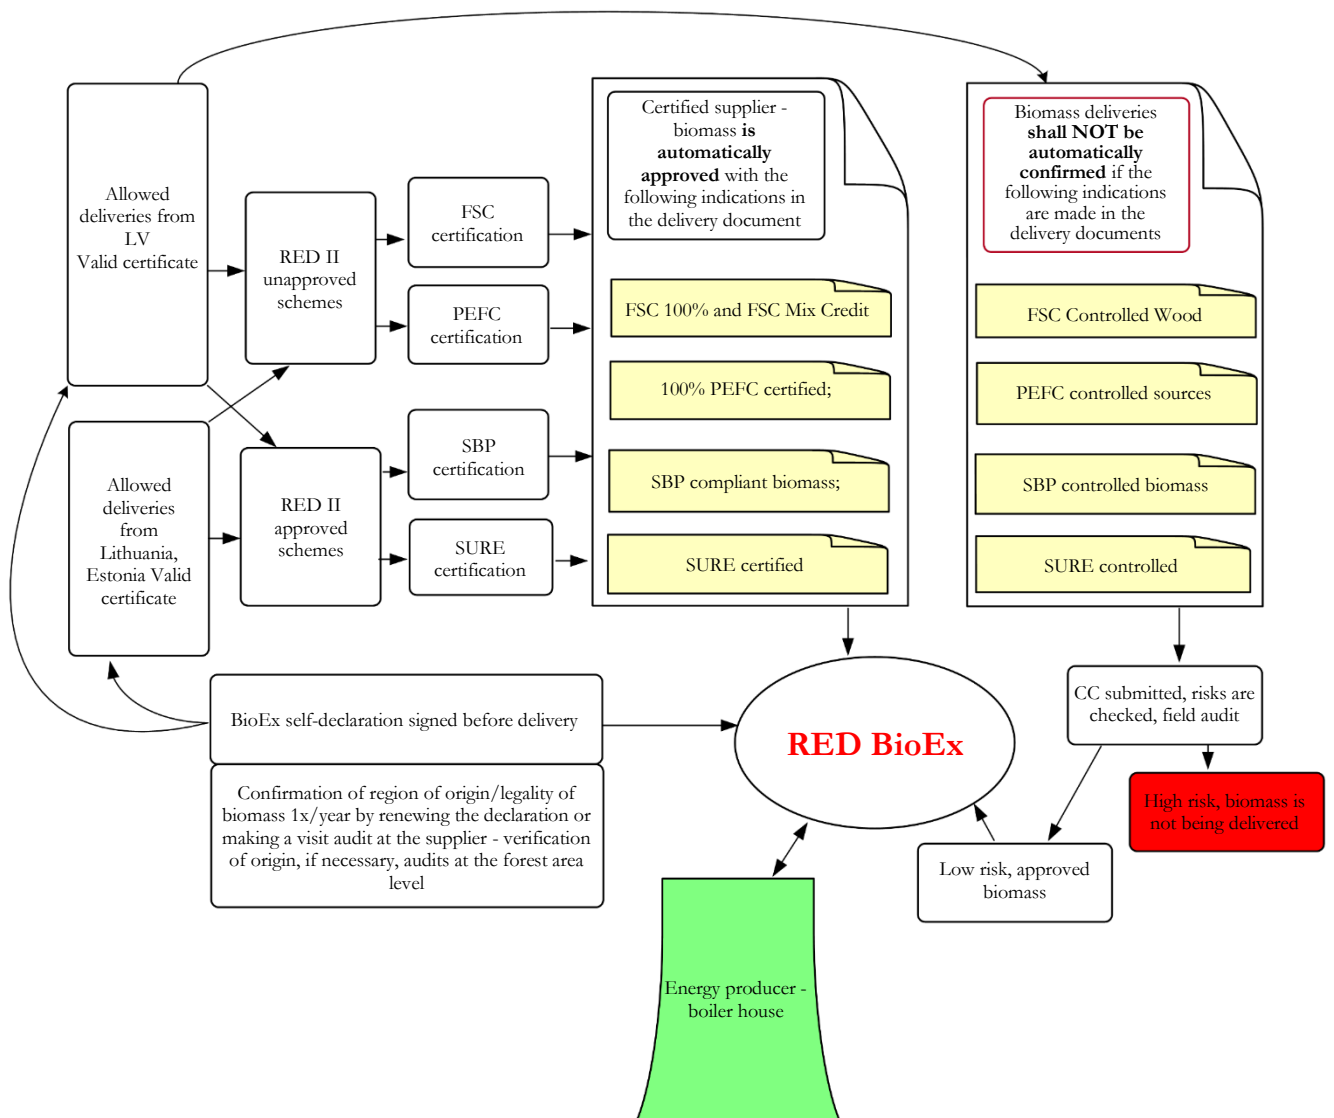 Allowed
deliveries from
LV
Valid certificate
Allowed
deliveries
from
Lithuania,
Estonia Valid
certificate
RED II
unapproved
schemes
RED II
approved
schemes
FSC
certification
PEFC
certification
SBP
certification
SURE
certification
Certified supplier -
biomass is
automatically
approved with the
following indications in
the delivery document
FSC 100% and FSC Mix Credit
100% PEFC certified;
SBP compliant biomass;
SURE certified
Biomass deliveries
shall NOT be
automatically
confirmed if the
following indications
are made in the
delivery documents
FSC Controlled Wood
PEFC controlled sources
SBP controlled biomass
SURE controlled
BioEx self-declaration signed before delivery
Confirmation of region of origin/legality of
biomass 1x/year by renewing the declaration or
making a visit audit at the supplier - verification
of origin, if necessary, audits at the forest area
level
RED BioEx
CC submitted, risks are
checked, field audit
High risk, biomass is
not being delivered
Low risk, approved
biomass
Energy producer -
boiler house